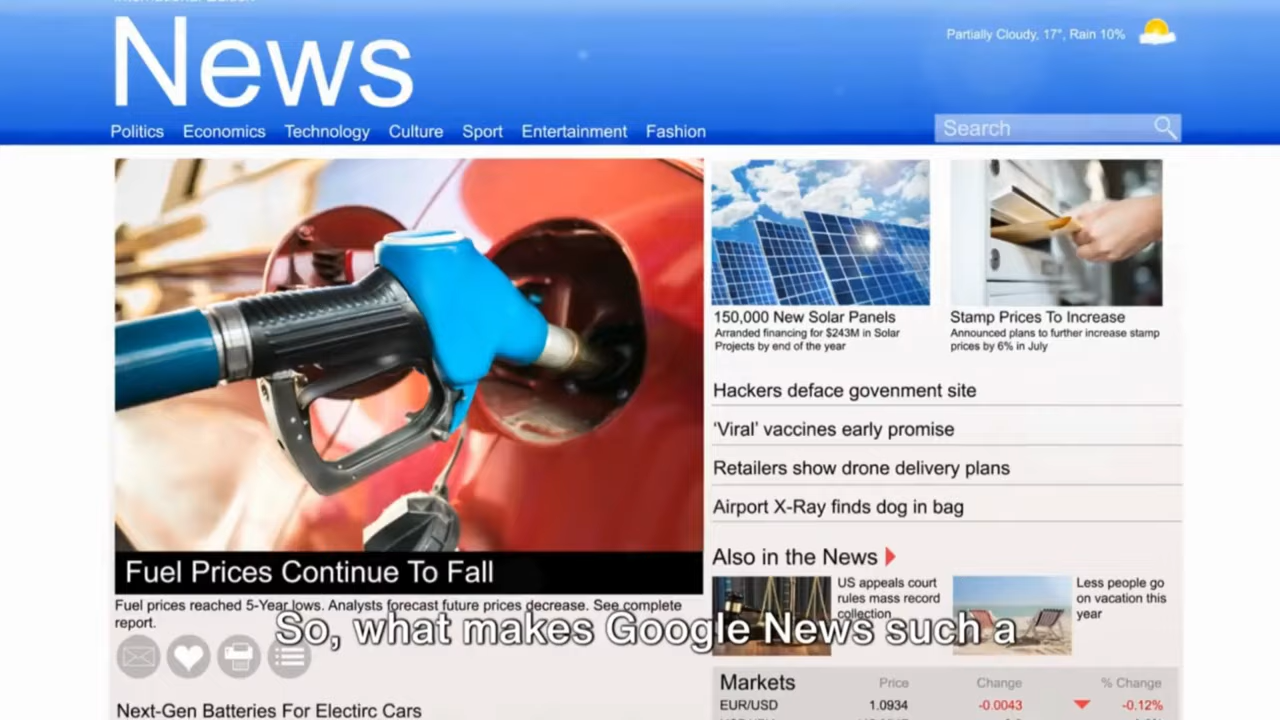 News
Partially Cloudy, 17°, Rain 10%
Politics Economics Technology Culture Sport Entertainment Fashion
Search
150,000 New Solar Panels
Arranded financing for $243M in Solar
Projects by end of the year
Stamp Prices To Increase
Announced plans to further increase stamp
prices by 6% in July
Hackers deface govenment site
‘Viral’ vaccines early promise
Retailers show drone delivery plans
Airport X-Ray finds dog in bag
Fuel Prices Continue To Fall
Fuel prices reached 5-Year lows. Analysts forecast future prices decrease. See complete
report.
Also in the News
US appeals court
rules mass record
collection
Less people go
on vacation this
year
So, what makes Google News such a
Next-Gen Batteries For Electirc Cars
Markets Price Change % Change
EUR/USD 1.0934 -0.0043 -0.12%